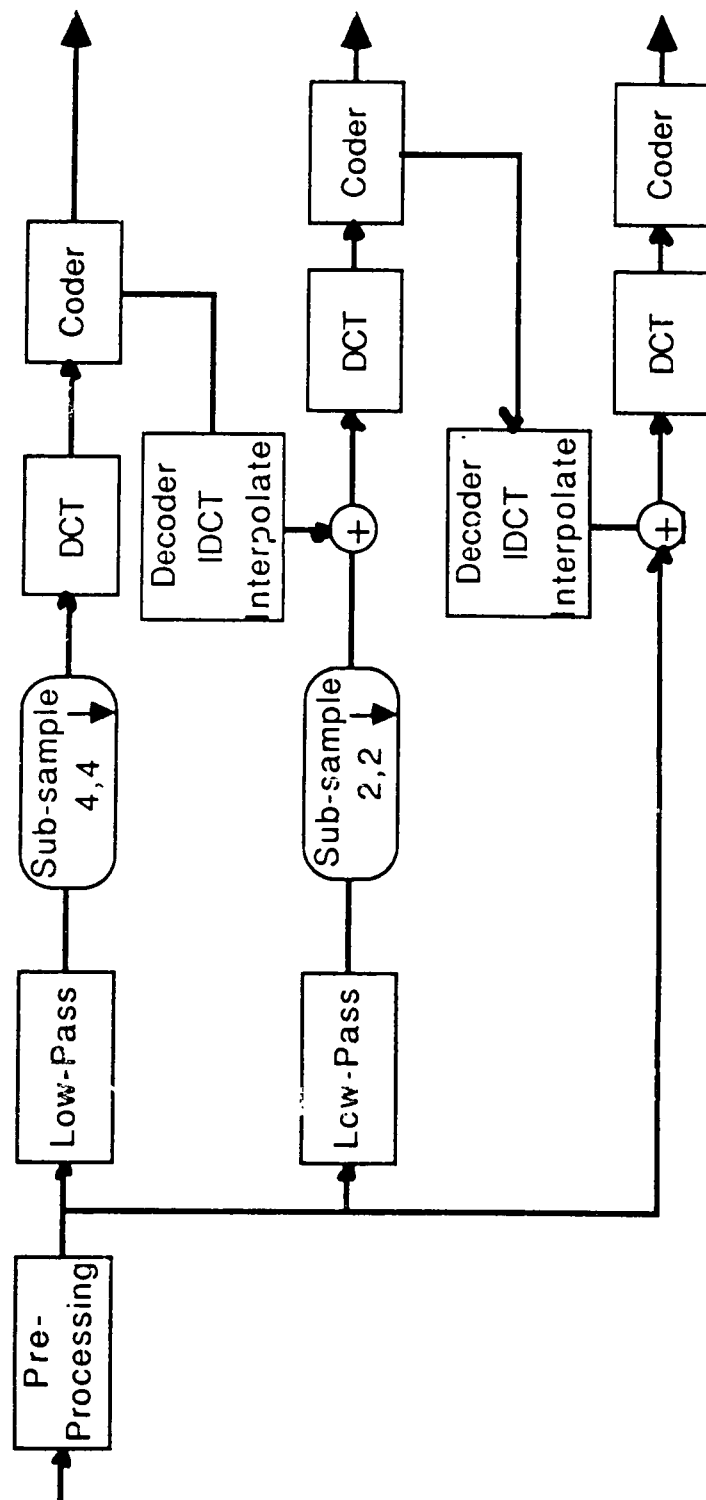 Pre-
Processing
Low-Pass
Sub-sample
4,4
DCT
Coder
Decoder
IDCT
Interpolate
Low-Pass
Sub-sample
2,2
+
DCT
Coder
Decoder
IDCT
Interpolate
+
DCT
Coder